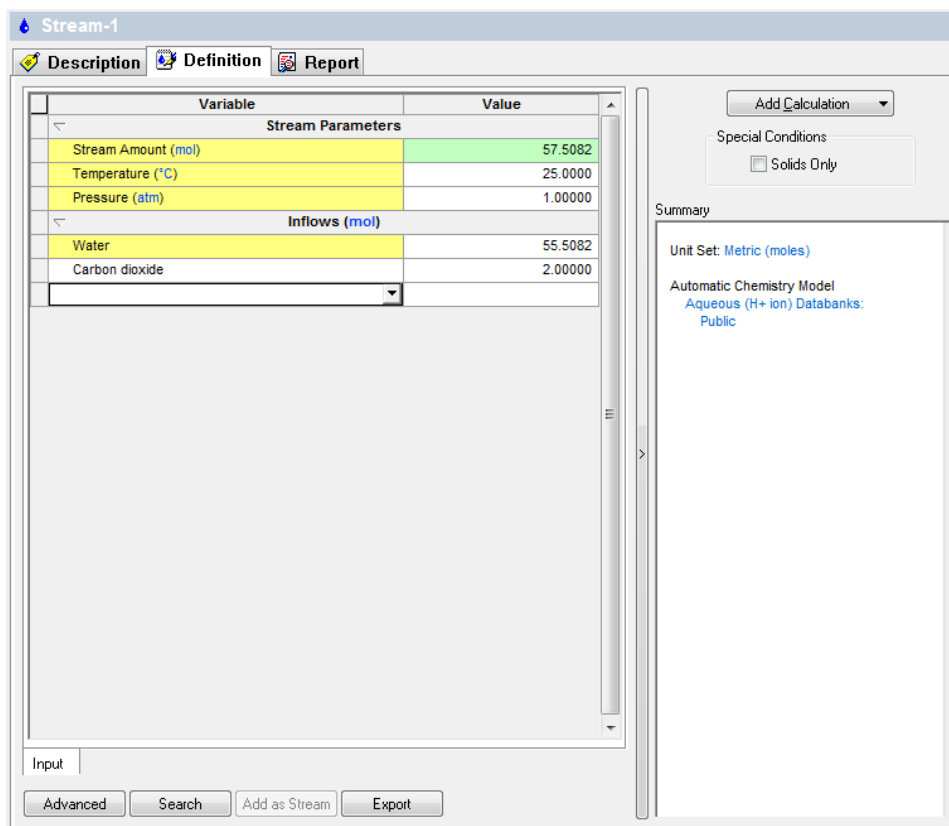 Stream-1
Description Definition Report
Variable Value
Stream Parameters
Stream Amount (mol) 57.5082
Temperature (°C) 25.0000
Pressure (atm) 1.00000
Inflows (mol)
Water 55.5082
Carbon dioxide 2.00000
Input
Advanced Search Add as Stream Export
Add Calculation
Special Conditions
Solids Only
Summary
Unit Set: Metric (moles)
Automatic Chemistry Model
Aqueous (H+ ion) Databanks:
Public